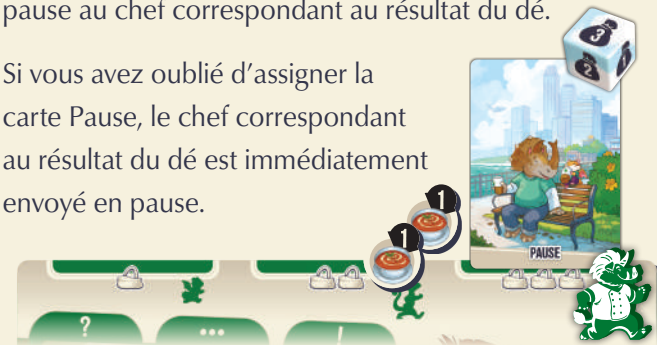 pause au chef correspondant au résultat du dé.
Si vous avez oublié d’assigner la
carte Pause, le chef correspondant
au résultat du dé est immédiatement
envoyé en pause.
3
2
1
PAUSE
1
1
?
...
!